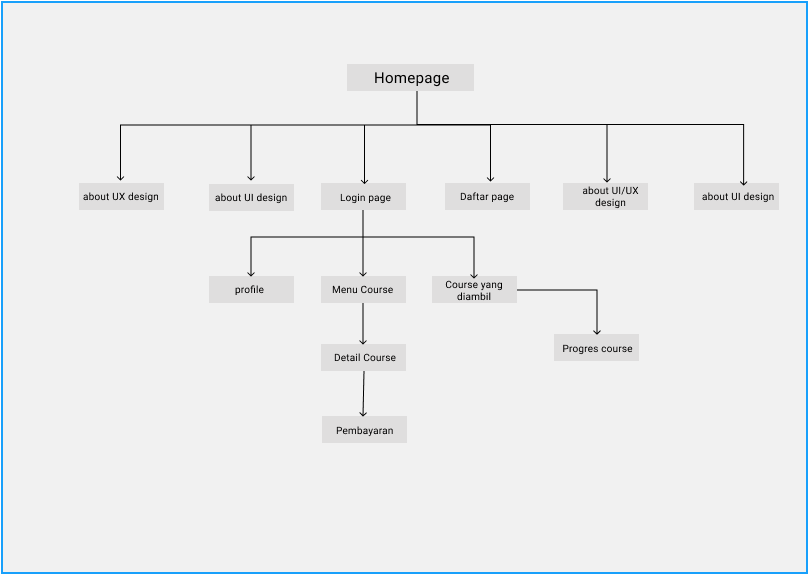 Homepage
about UX design
about UI design
Login page
Daftar page
about UI/UX
design
about UI design
profile
Menu Course
Course yang
diambil
Detail Course
Progres course
Pembayaran